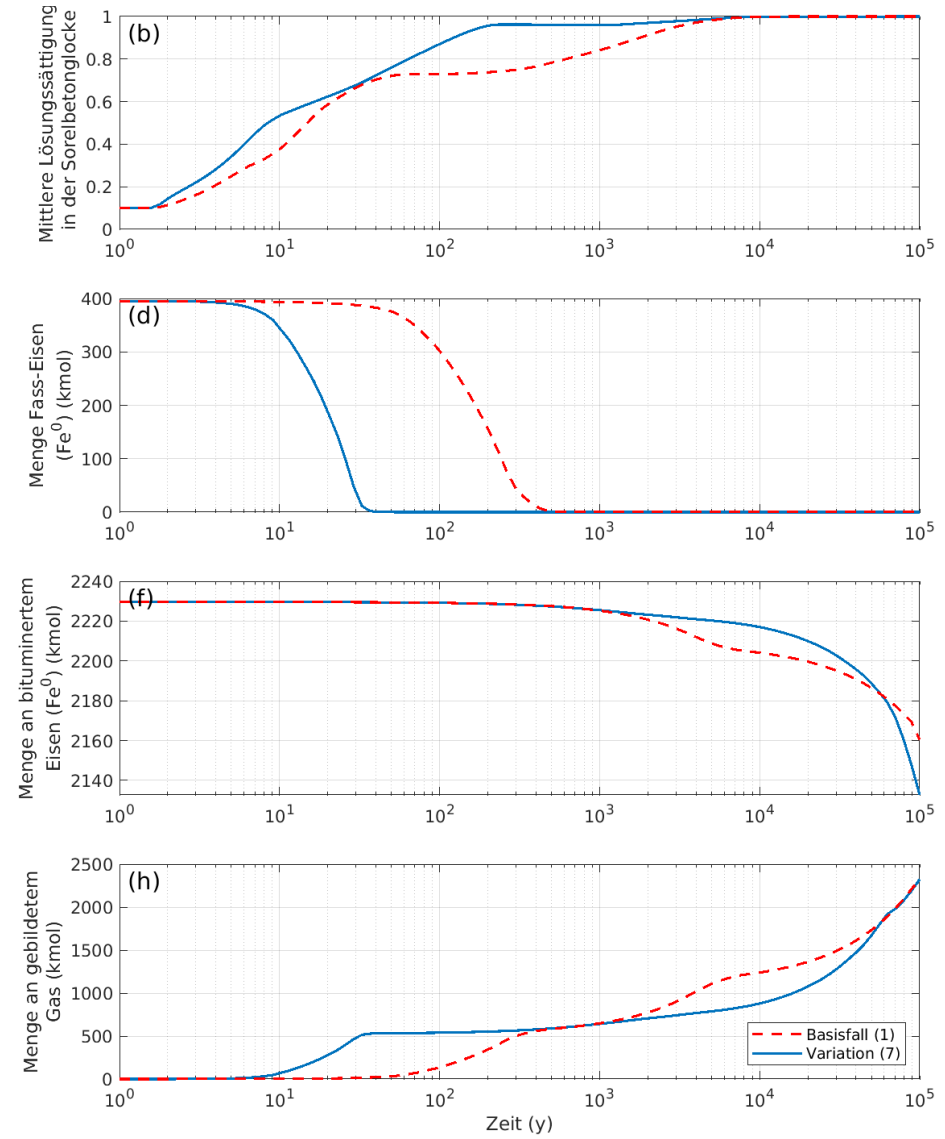 (b)
Mittlere Lösungssättigung
in der Sorelbetonglocke
1
0.8
0.6
0.4
0.2
0
10^0 10^1 10^2 10^3 10^4 10^5
(d)
Menge Fass-Eisen
(Fe^0) (kmol)
400
300
200
100
0
10^0 10^1 10^2 10^3 10^4 10^5
(f)
Menge an bituminertem
Eisen (Fe^0) (kmol)
2240
2220
2200
2180
2160
2140
10^0 10^1 10^2 10^3 10^4 10^5
(h)
Menge an gebildetem
Gas (kmol)
2500
2000
1500
1000
500
0
Basisfall (1)
Variation (7)
10^0 10^1 10^2 10^3 10^4 10^5
Zeit (y)